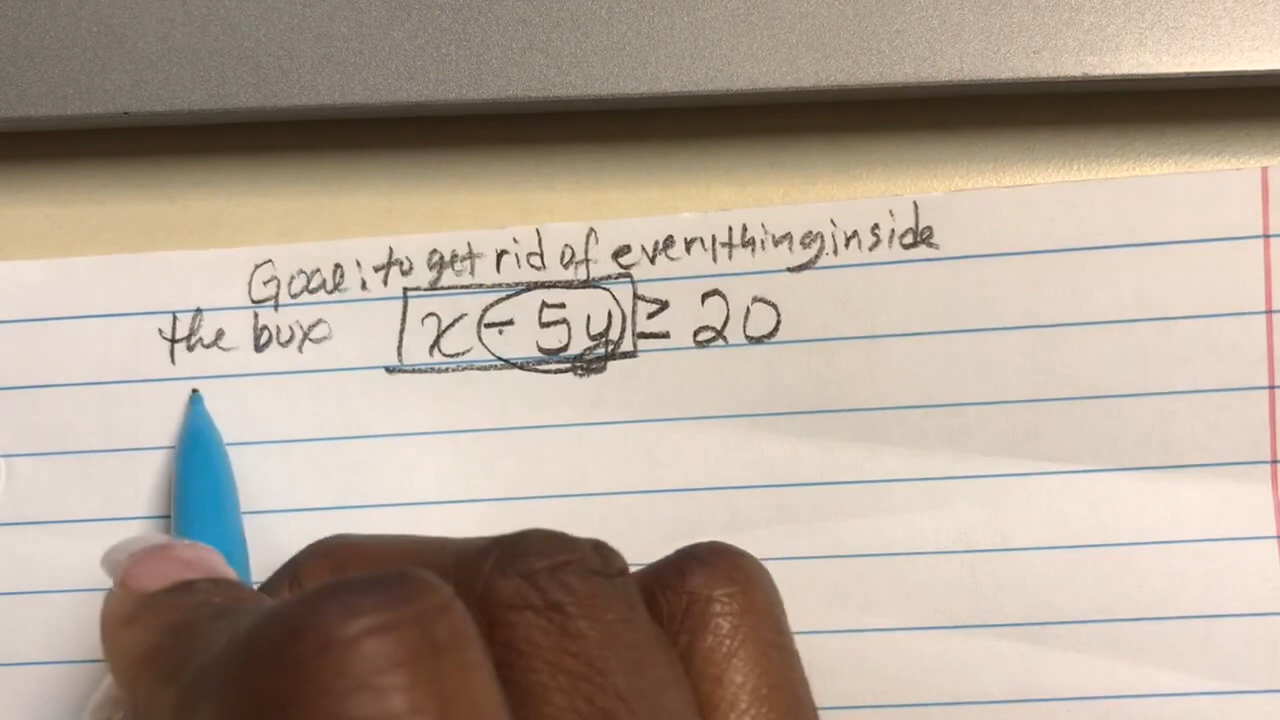 Goal: to get rid of everything inside
the box x - 5y ≥ 20